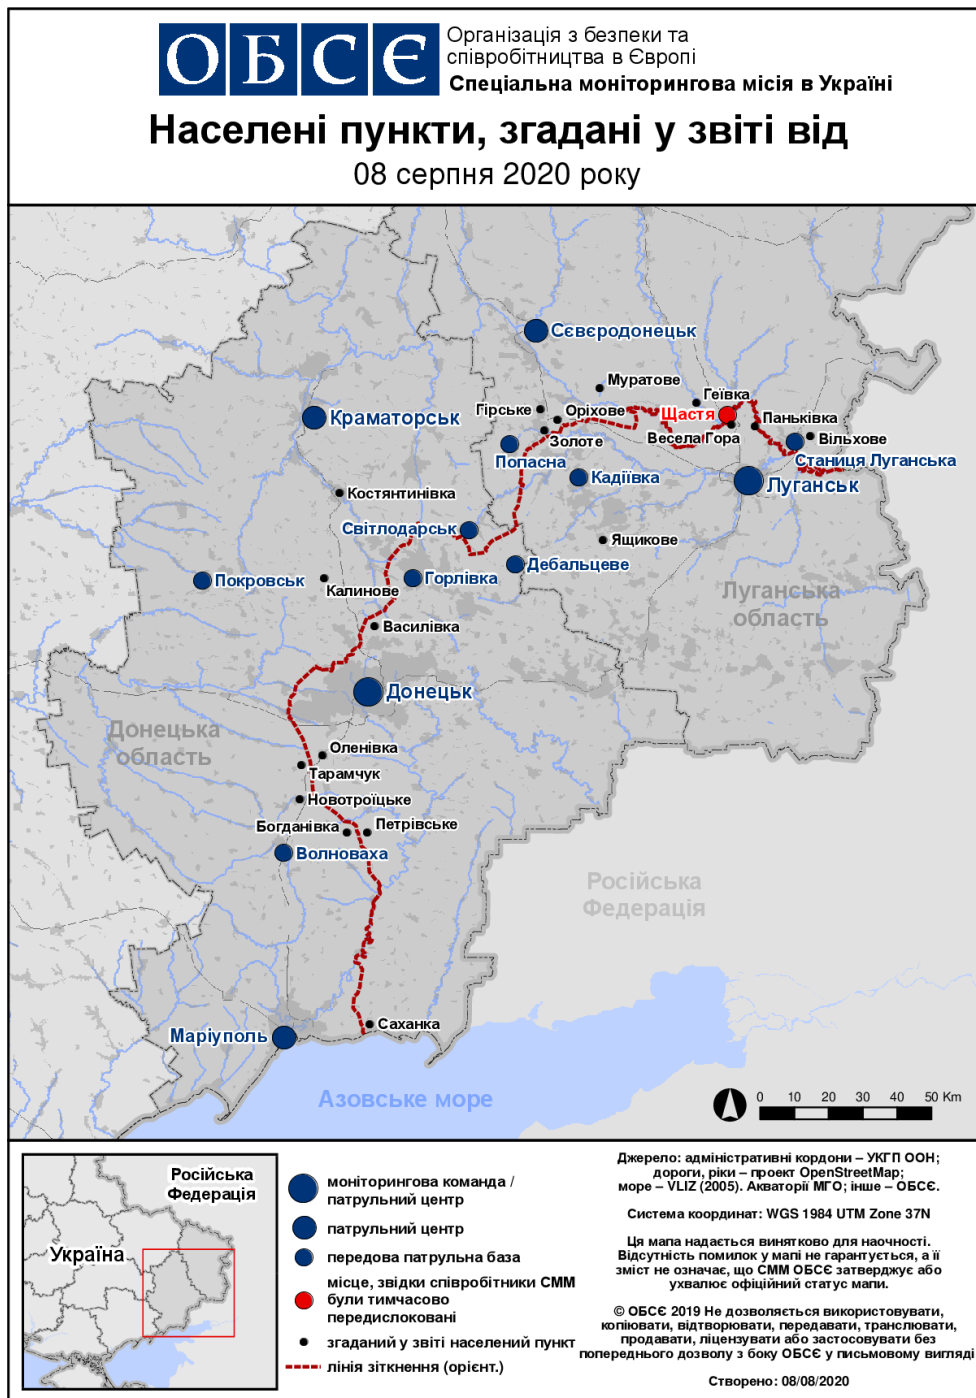 ОБСЄ
Організація з безпеки та
співробітництва в Європі
Спеціальна моніторингова місія в Україні
Населені пункти, згадані у звіті від
08 серпня 2020 року
Сєвєродонецьк
Муратове
Геївка
Краматорськ
Гірське
Оріхове
Щастя
Паньківка
Золоте
Весела Гора
Вільхове
Попасна
Станиця Луганська
Кадіївка
Луганськ
Костянтинівка
Світлодарськ
Ящикове
Дебальцеве
Покровськ
Горлівка
Калинове
Луганська
область
Василівка
Донецьк
Донецька
область
Оленівка
Тарамчук
Новотроїцьке
Богданівка
Петрівське
Волноваха
Російська
Федерація
Саханка
Маріуполь
Азовське море
0 10 20 30 40 50 Km
Російська
Федерація
Україна
моніторингова команда /
патрульний центр
патрульний центр
передова патрульна база
місце, звідки співробітники СММ
були тимчасово
передислоковані
згаданий у звіті населений пункт
лінія зіткнення (орієнт.)
Джерело: адміністративні кордони – УКГП ООН;
дороги, ріки – проект OpenStreetMap;
море – VLIZ (2005). Акваторії МГО; інше – ОБСЄ.
Система координат: WGS 1984 UTM Zone 37N
Ця мапа надається винятково для наочності.
Відсутність помилок у мапі не гарантується, а її
зміст не означає, що СММ ОБСЄ затверджує або
ухвалює офіційний статус мапи.
© ОБСЄ 2019 Не дозволяється використовувати,
копіювати, відтворювати, передавати, транслювати,
продавати, ліцензувати або застосовувати без
попереднього дозволу з боку ОБСЄ у письмовому вигляді
Створено: 08/08/2020